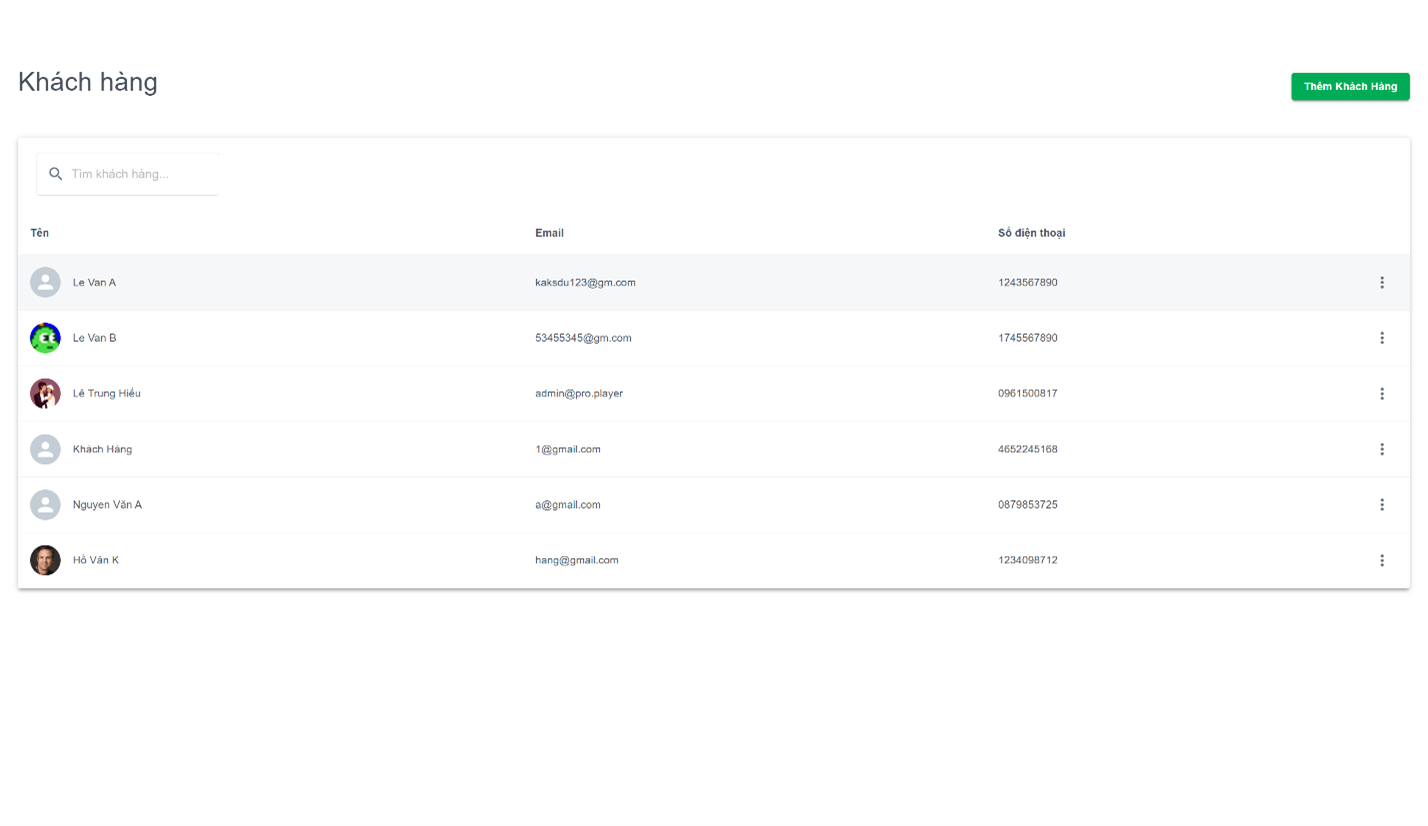 Khách hàng
Thêm Khách Hàng
Tìm khách hàng...
Tên Email Số điện thoại
Le Van A kaksdu123@gm.com 1243567890
Le Van B 53455345@gm.com 1745567890
Lê Trung Hiếu admin@pro.player 0961500817
Khách Hàng 1@gmail.com 4652245168
Nguyen Văn A a@gmail.com 0879853725
Hồ Văn K hang@gmail.com 1234098712